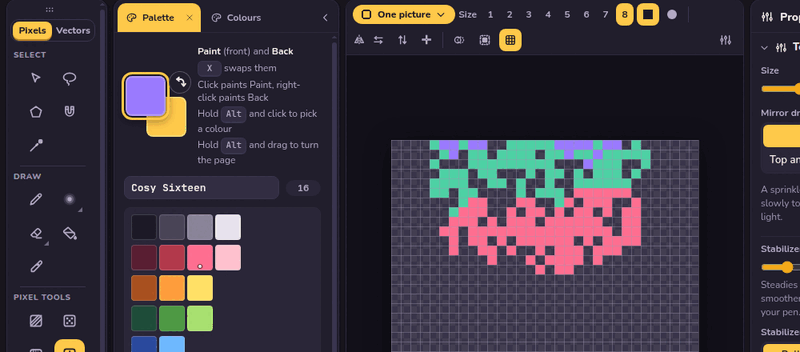 Pixels
Vectors
SELECT
DRAW
PIXEL TOOLS
Palette
Colours
Paint (front) and Back
X swaps them
Click paints Paint, right-
click paints Back
Hold Alt and click to pick
a colour
Hold Alt and drag to turn
the page
Cosy Sixteen
16
One picture
Size 1 2 3 4 5 6 7 8
Size
Mirror dr
Top an
A sprinkl
slowly to
light.
Stabilize
Steadies
smoother
your pen.
Stabilize